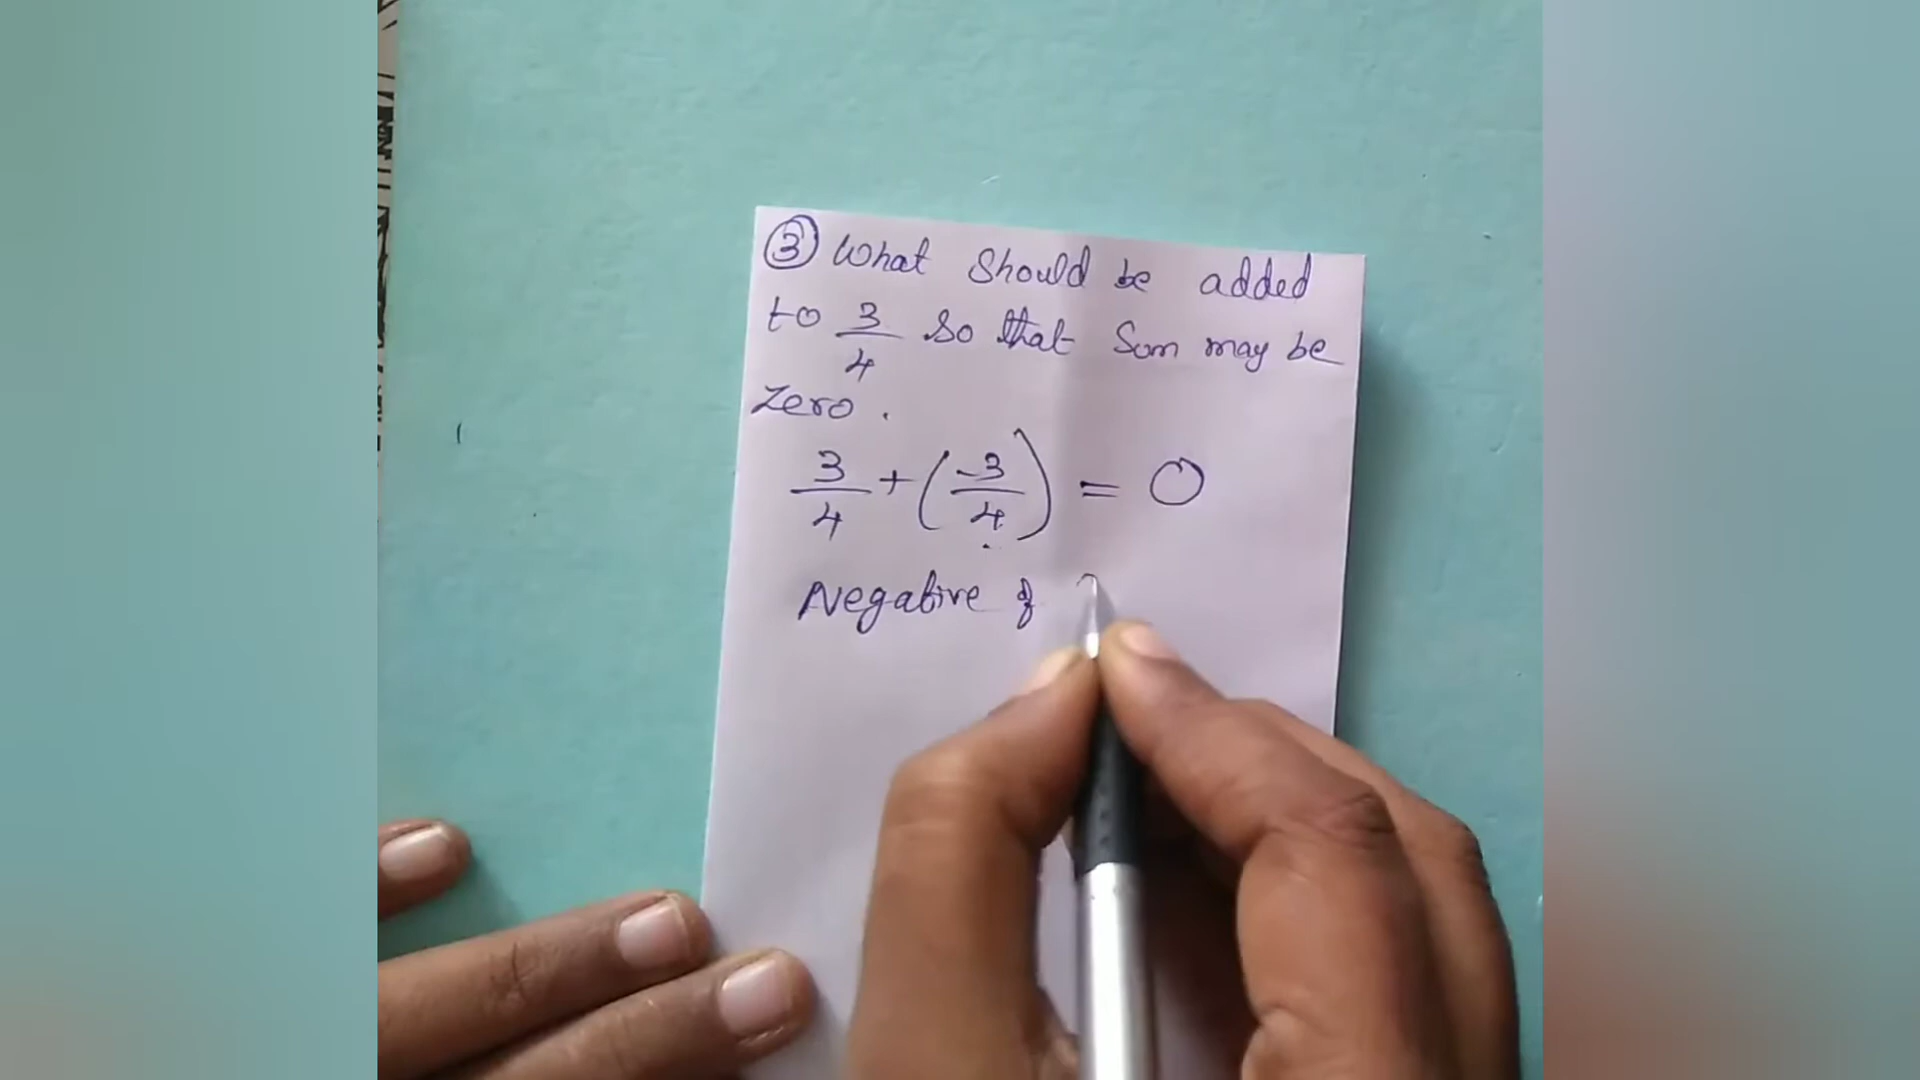 ③ What should be added
to 3/4 so that Sum may be
Zero.
3/4 + (-3/4) = 0
Negative of